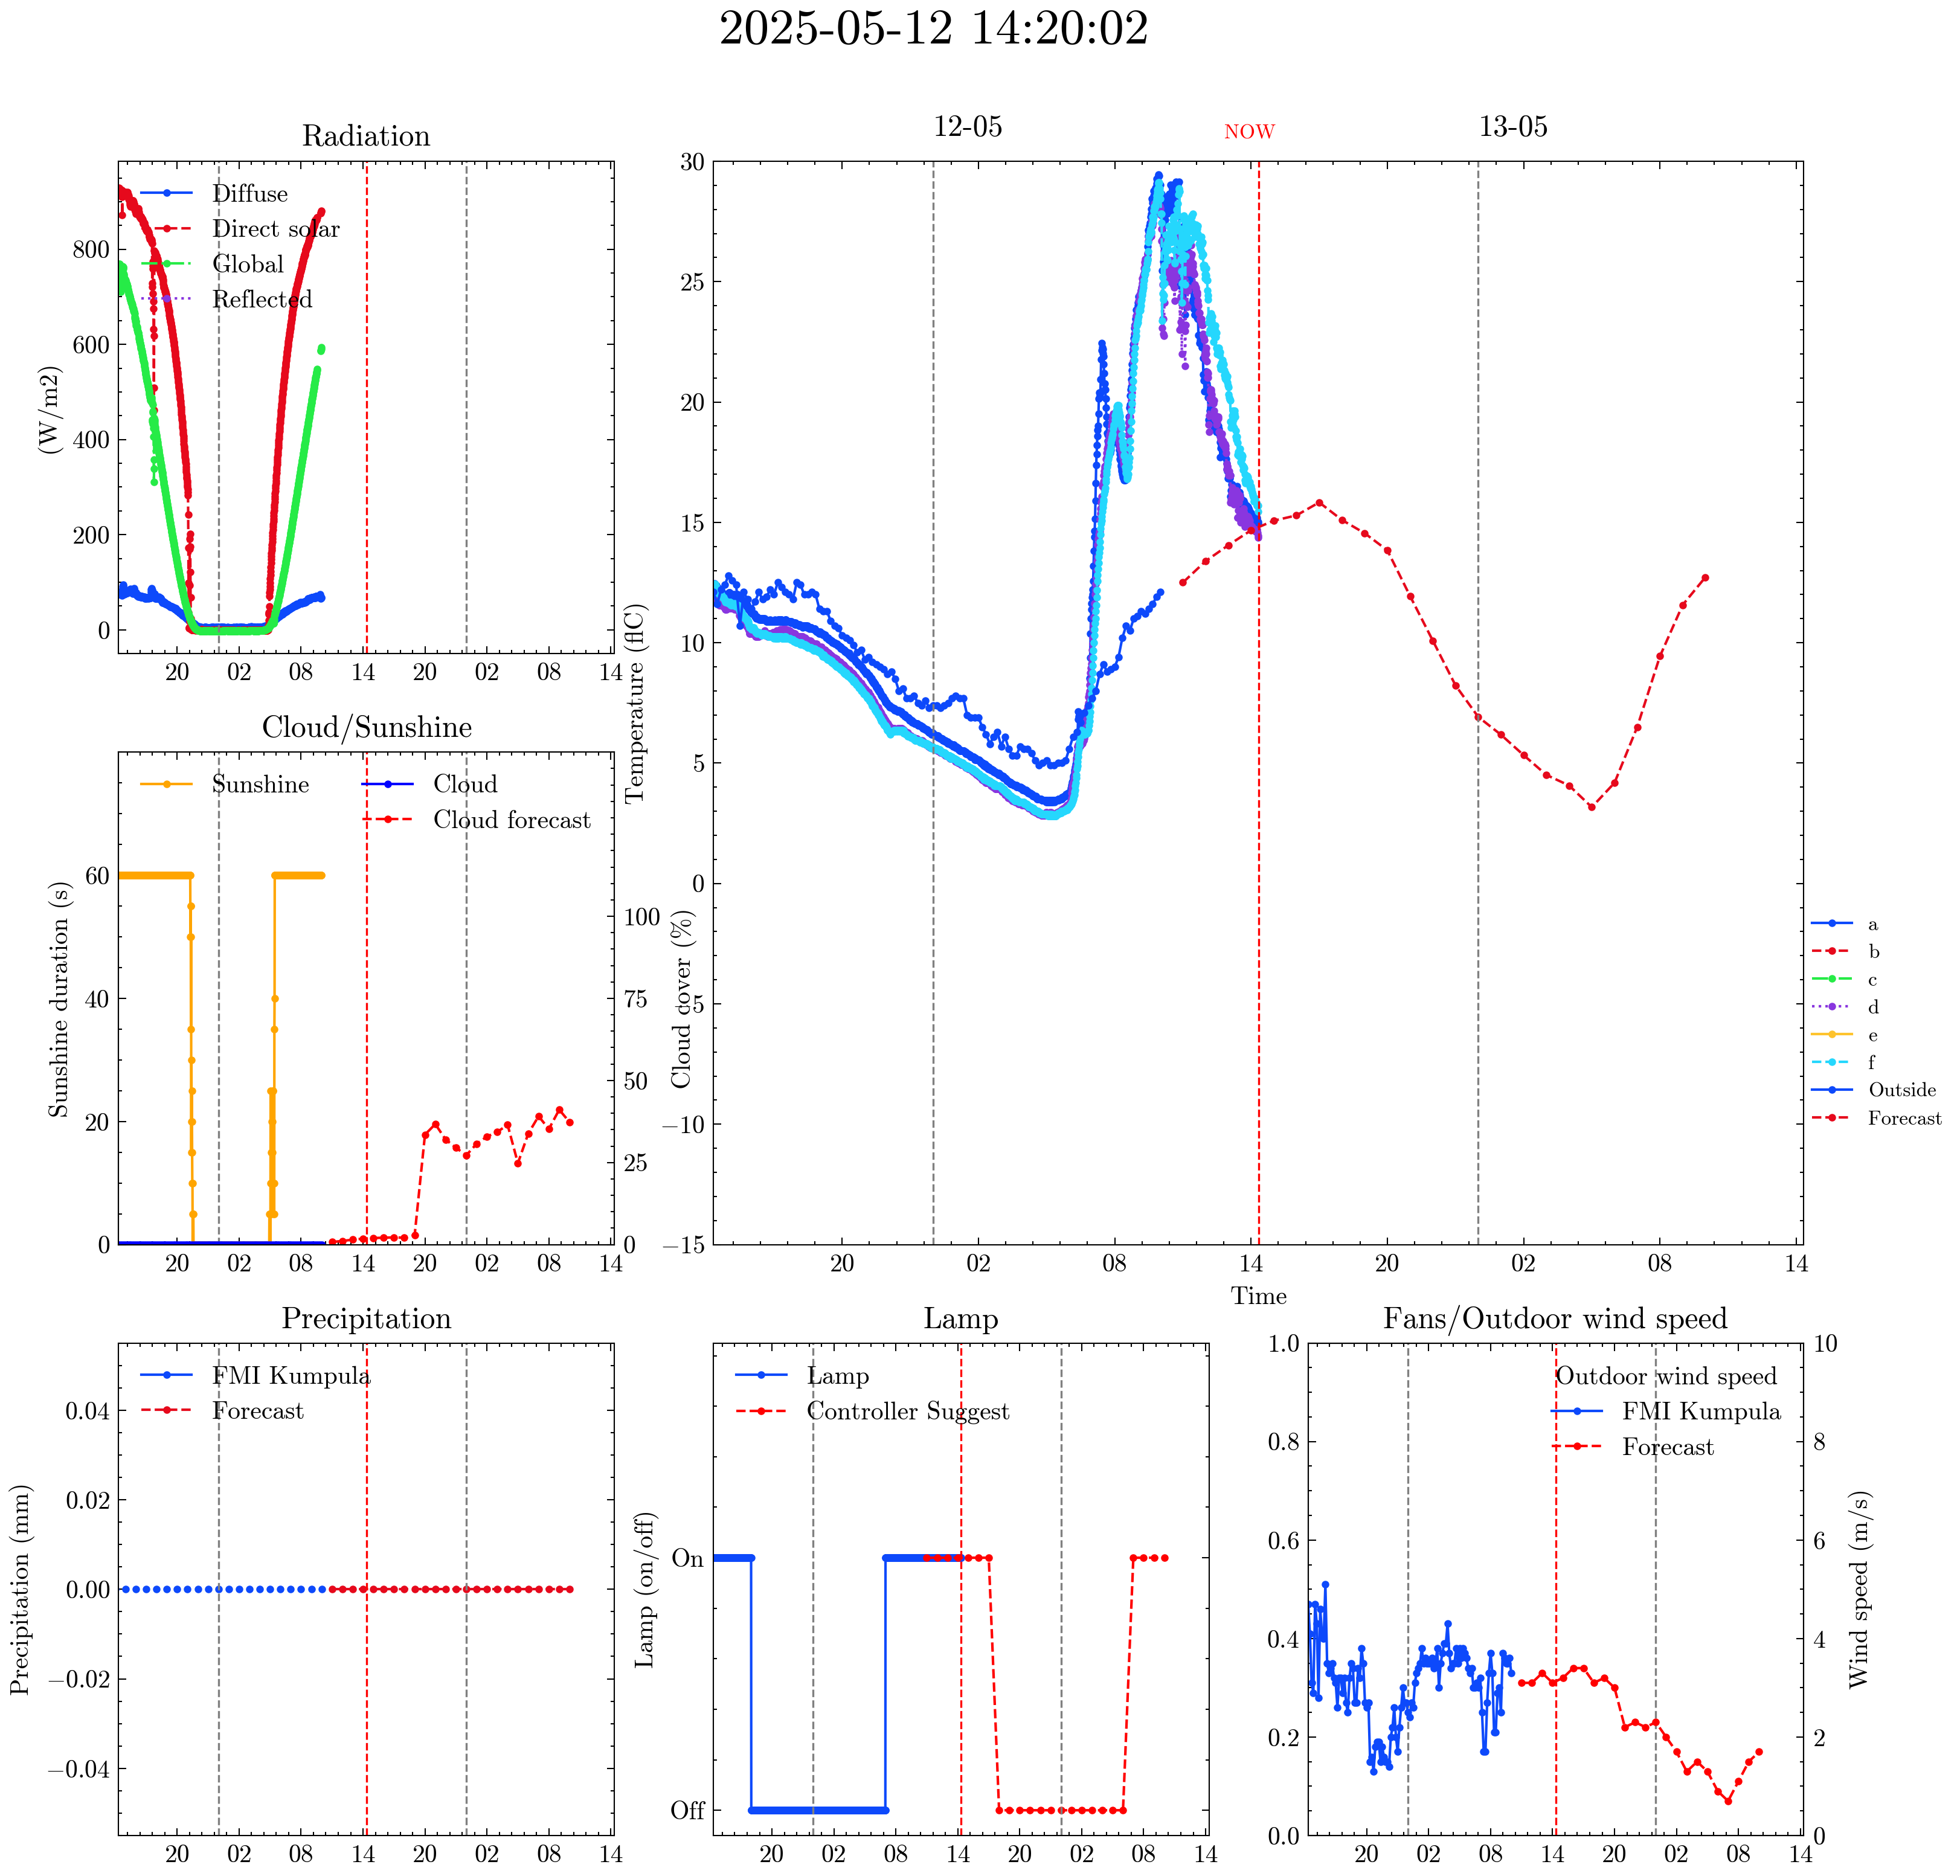 2025-05-12 14:20:02
Radiation
Diffuse
Direct solar
Global
Reflected
(W/m2)
800
600
400
200
0
20 02 08 14 20 02 08 14
12-05
NOW
13-05
Temperature (flC)
30
25
20
15
10
5
0
−5
−10
−15
20 02 08 14 20 02 08 14
Time
a
b
c
d
e
f
Outside
Forecast
Cloud/Sunshine
Sunshine
Cloud
Cloud forecast
Sunshine duration (s)
60
40
20
0
Cloud cover (%)
100
75
50
25
0
20 02 08 14 20 02 08 14
Precipitation
FMI Kumpula
Forecast
Precipitation (mm)
0.04
0.02
0.00
−0.02
−0.04
20 02 08 14 20 02 08 14
Lamp
Lamp
Controller Suggest
Lamp (on/off)
On
Off
20 02 08 14 20 02 08 14
Fans/Outdoor wind speed
Outdoor wind speed
FMI Kumpula
Forecast
1.0
0.8
0.6
0.4
0.2
0.0
Wind speed (m/s)
10
8
6
4
2
0
20 02 08 14 20 02 08 14